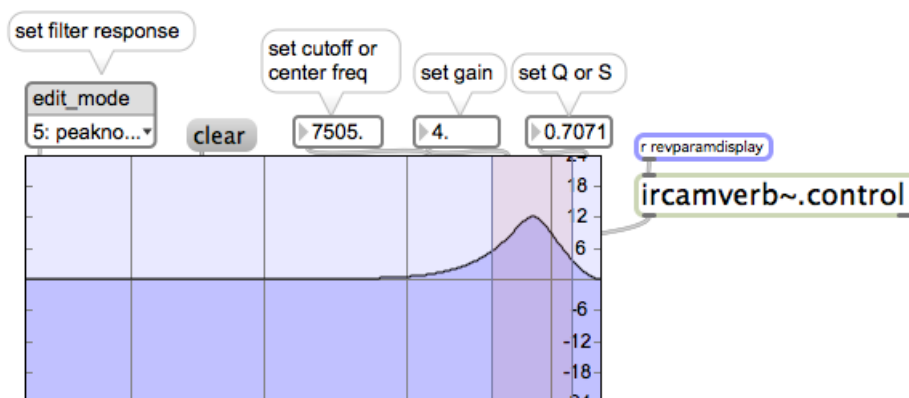 set filter response
set cutoff or
center freq
set gain
set Q or S
edit_mode
5: peakno...
clear
7505.
4.
0.7071
r revparamdisplay
ircamverb~.control
24
18
12
6
-6
-12
-18